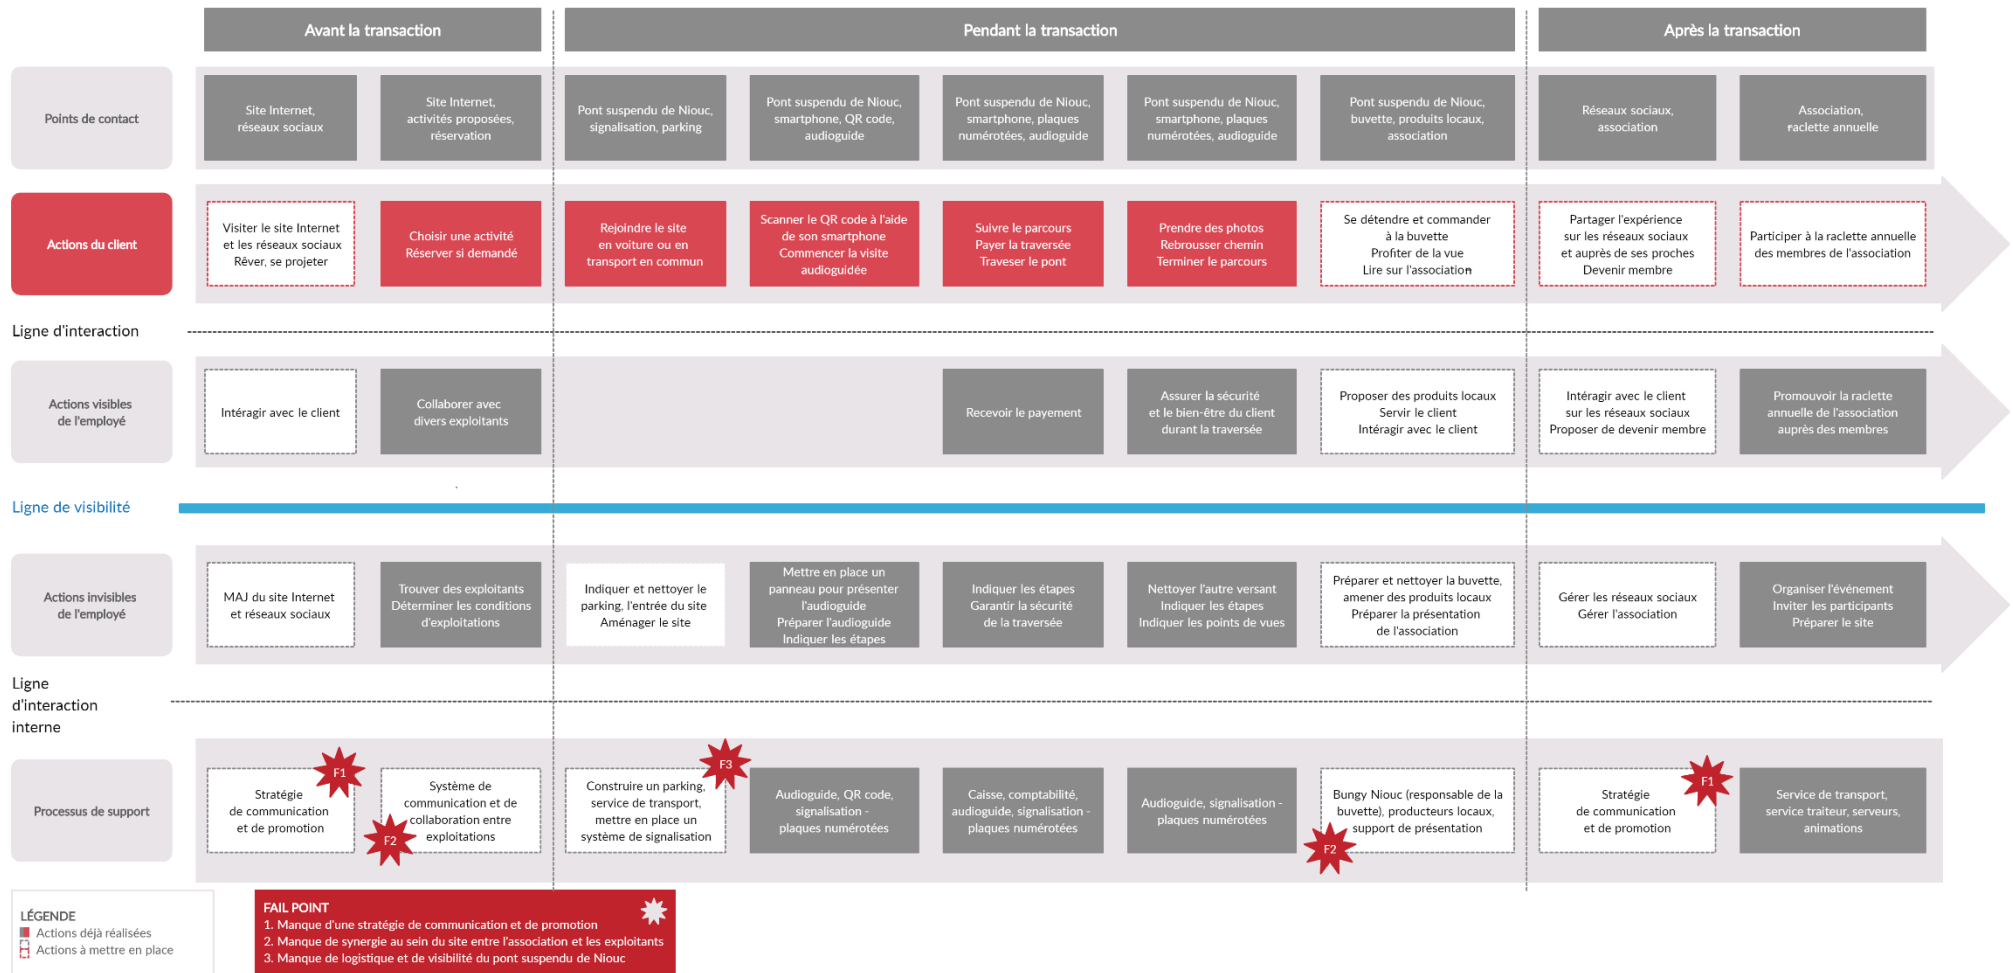 Avant la transaction
Pendant la transaction
Après la transaction
Points de contact
Site Internet,
réseaux sociaux
Site Internet,
activités proposées,
réservation
Pont suspendu de Niouc,
signalisation, parking
Pont suspendu de Niouc,
smartphone, QR code,
audioguide
Pont suspendu de Niouc,
smartphone, plaques
numérotées, audioguide
Pont suspendu de Niouc,
smartphone, plaques
numérotées, audioguide
Pont suspendu de Niouc,
buvette, produits locaux,
association
Réseaux sociaux,
association
Association,
raclette annuelle
Actions du client
Visiter le site Internet
et les réseaux sociaux
Rêver, se projeter
Choisir une activité
Réserver si demandé
Rejoindre le site
en voiture ou en
transport en commun
Scanner le QR code à l'aide
de son smartphone
Commencer la visite
audioguidée
Suivre le parcours
Payer la traversée
Traveser le pont
Prendre des photos
Rebrousser chemin
Terminer le parcours
Se détendre et commander
à la buvette
Profiter de la vue
Lire sur l'association
Partager l'expérience
sur les réseaux sociaux
et auprès de ses proches
Devenir membre
Participer à la raclette annuelle
des membres de l'association
Ligne d'interaction
Actions visibles
de l'employé
Intéragir avec le client
Collaborer avec
divers exploitants
Recevoir le payement
Assurer la sécurité
et le bien-être du client
durant la traversée
Proposer des produits locaux
Servir le client
Intéragir avec le client
Intéragir avec le client
sur les réseaux sociaux
Proposer de devenir membre
Promouvoir la raclette
annuelle de l'association
auprès des membres
Ligne de visibilité
Actions invisibles
de l'employé
MAJ du site Internet
et réseaux sociaux
Trouver des exploitants
Déterminer les conditions
d'exploitations
Indiquer et nettoyer le
parking, l'entrée du site
Aménager le site
Mettre en place un
panneau pour présenter
l'audioguide
Préparer l'audioguide
Indiquer les étapes
Indiquer les étapes
Garantir la sécurité
de la traversée
Nettoyer l'autre versant
Indiquer les étapes
Indiquer les points de vues
Préparer et nettoyer la buvette,
amener des produits locaux
Préparer la présentation
de l'association
Gérer les réseaux sociaux
Gérer l'association
Organiser l'événement
Inviter les participants
Préparer le site
Ligne
d'interaction
interne
Processus de support
Stratégie
de communication
et de promotion
F1
Système de
communication et de
collaboration entre
exploitations
F2
Construire un parking,
service de transport,
mettre en place un
système de signalisation
F3
Audioguide, QR code,
signalisation -
plaques numérotées
Caisse, comptabilité,
audioguide, signalisation -
plaques numérotées
Audioguide, signalisation -
plaques numérotées
Bungy Niouc (responsable de la
buvette), producteurs locaux,
support de présentation
F2
Stratégie
de communication
et de promotion
F1
Service de transport,
service traiteur, serveurs,
animations
LÉGENDE
Actions déjà réalisées
Actions à mettre en place
FAIL POINT
1. Manque d'une stratégie de communication et de promotion
2. Manque de synergie au sein du site entre l'association et les exploitants
3. Manque de logistique et de visibilité du pont suspendu de Niouc